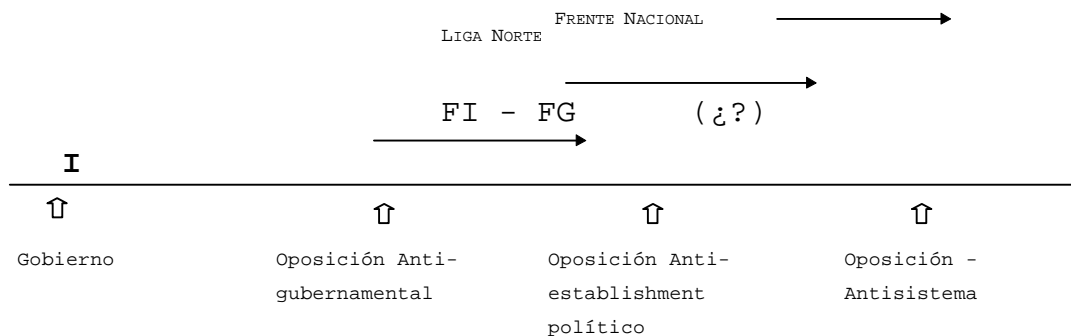 FRENTE NACIONAL
LIGA NORTE
FI – FG (¿?)
I
Gobierno
Oposición Anti-
gubernamental
Oposición Anti-
establishment
político
Oposición -
Antisistema